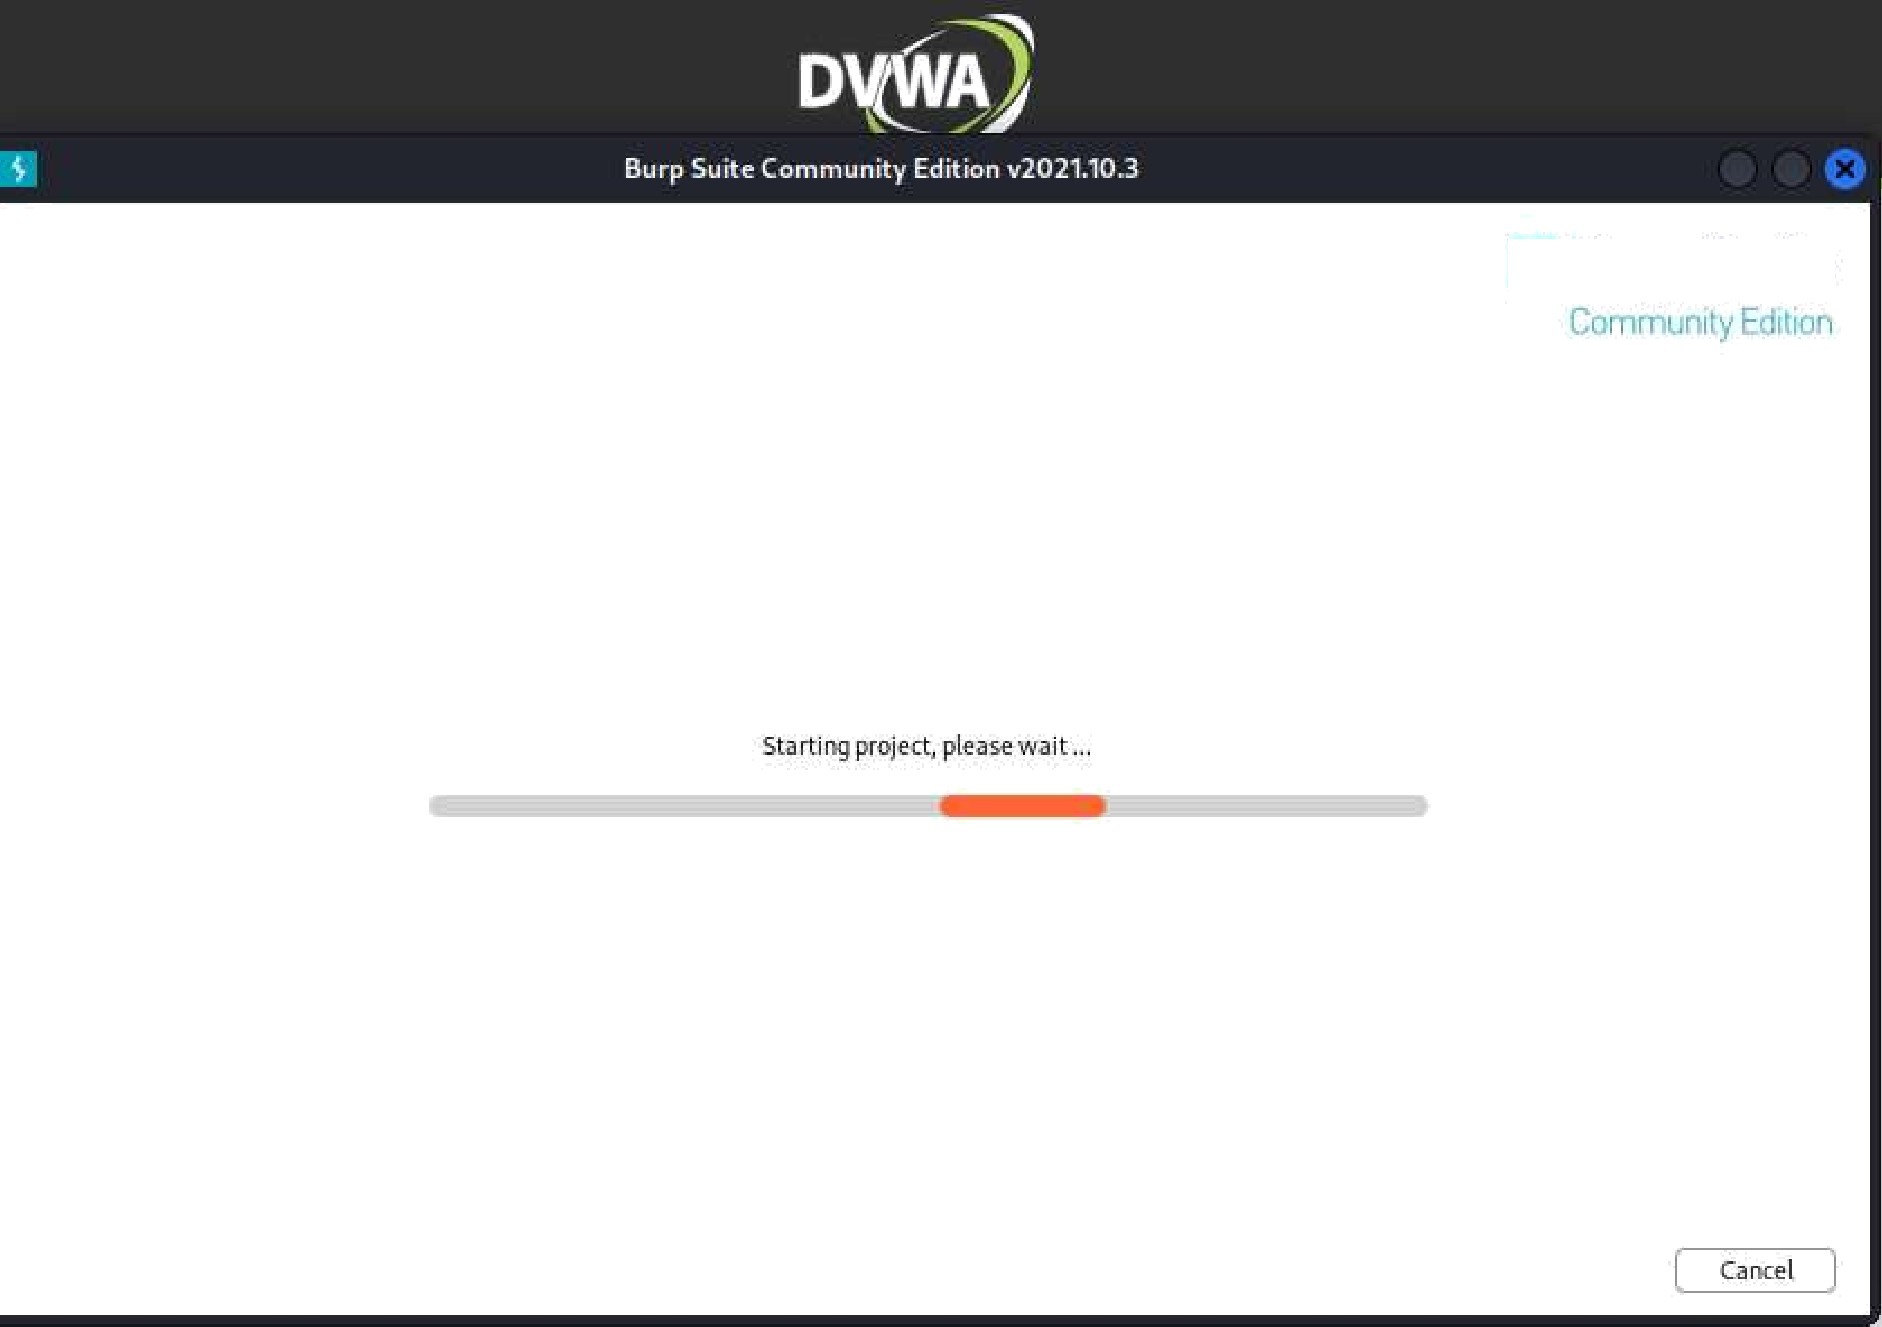 DVWA
Burp Suite Community Edition v2021.10.3
Community Edition
Starting project, please wait ...
Cancel